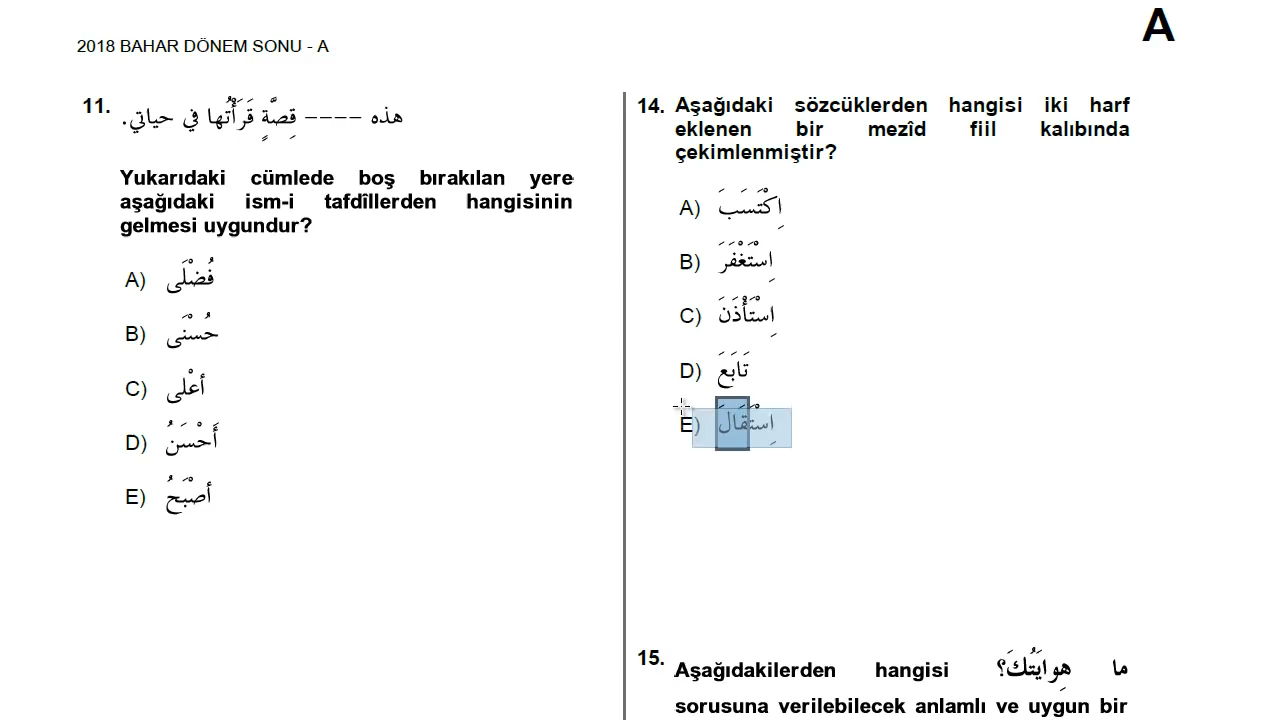 A
2018 BAHAR DÖNEM SONU - A
11. هذه ---- قِصَّةٍ قَرَأْتُها في حياتي.
Yukarıdaki cümlede boş bırakılan yere
aşağıdaki ism-i tafdîllerden hangisinin
gelmesi uygundur?
A) فُضْلَى
B) حُسْنَى
C) أعْلى
D) أَحْسَنُ
E) أصْبَحُ
14. Aşağıdaki sözcüklerden hangisi iki harf
eklenen bir mezîd fiil kalıbında
çekimlenmiştir?
A) اِكْتَسَبَ
B) اِسْتَغْفَرَ
C) اِسْتَأْذَنَ
D) تَابَعَ
E) اِسْتَقَالَ
15. Aşağıdakilerden hangisi ما هِوايَتُكَ؟
sorusuna verilebilecek anlamlı ve uygun bir